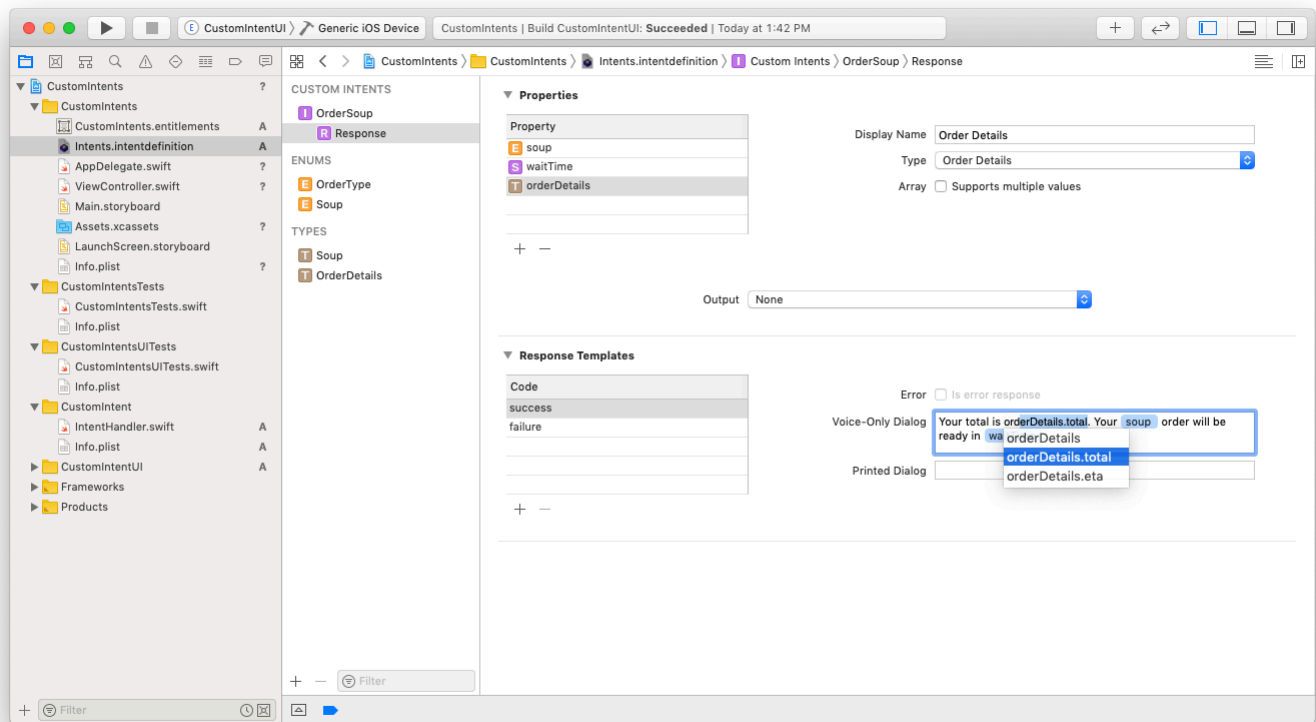 CustomIntentUI 〉 Generic iOS Device
CustomIntents | Build CustomIntentUI: Succeeded | Today at 1:42 PM
CustomIntents 〉 CustomIntents 〉 Intents.intentdefinition 〉 I Custom Intents 〉 OrderSoup 〉 Response
CustomIntents ?
CustomIntents
CustomIntents.entitlements A
Intents.intentdefinition A
AppDelegate.swift ?
ViewController.swift ?
Main.storyboard
Assets.xcassets ?
LaunchScreen.storyboard
Info.plist ?
CustomIntentsTests
CustomIntentsTests.swift
Info.plist
CustomIntentsUITests
CustomIntentsUITests.swift
Info.plist
CustomIntent
IntentHandler.swift A
Info.plist A
CustomIntentUI A
Frameworks
Products
Filter
CUSTOM INTENTS
I OrderSoup
R Response
ENUMS
E OrderType
E Soup
TYPES
T Soup
T OrderDetails
Filter
Properties
Property
E soup
S waitTime
T orderDetails
Display Name Order Details
Type Order Details
Array Supports multiple values
Output None
Response Templates
Code
success
failure
Error Is error response
Voice-Only Dialog Your total is orderDetails.total. Your soup order will be
ready in wa
orderDetails
orderDetails.total
orderDetails.eta
Printed Dialog